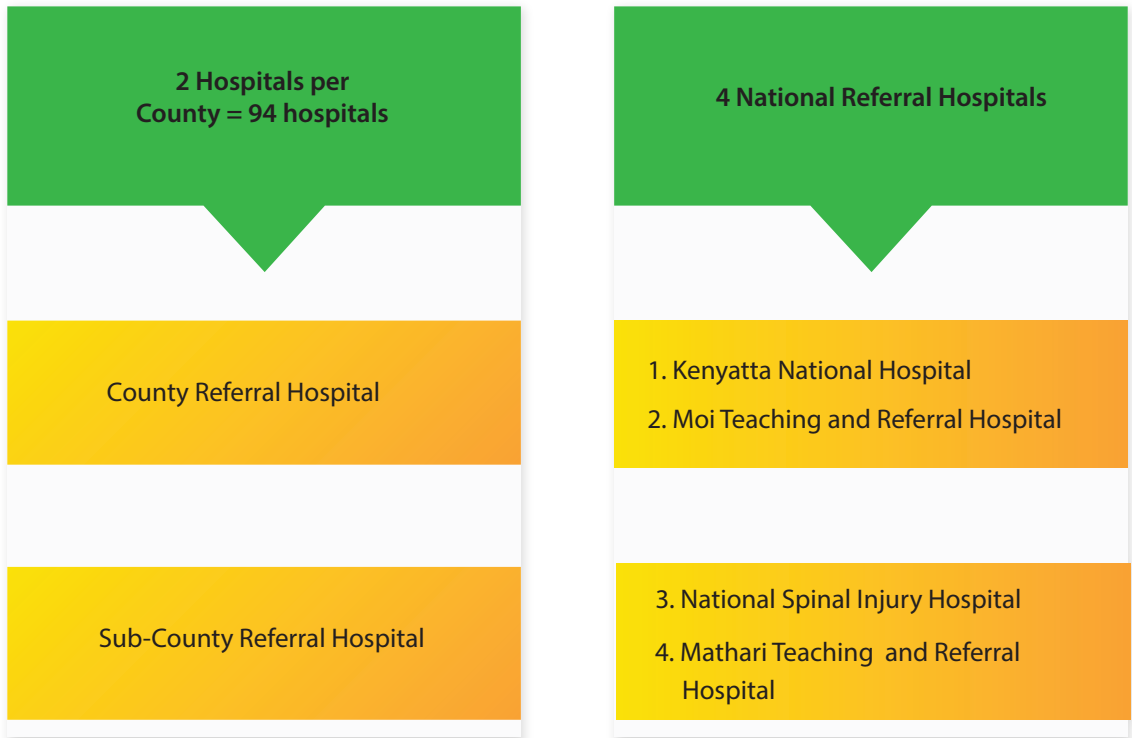 2 Hospitals per
County = 94 hospitals
County Referral Hospital
Sub-County Referral Hospital
4 National Referral Hospitals
1. Kenyatta National Hospital
2. Moi Teaching and Referral Hospital
3. National Spinal Injury Hospital
4. Mathari Teaching and Referral
Hospital